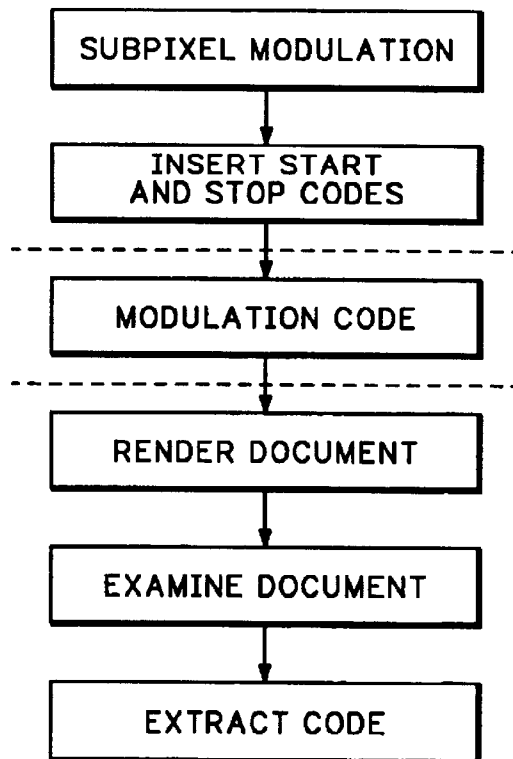 SUBPIXEL MODULATION
INSERT START
AND STOP CODES
MODULATION CODE
RENDER DOCUMENT
EXAMINE DOCUMENT
EXTRACT CODE